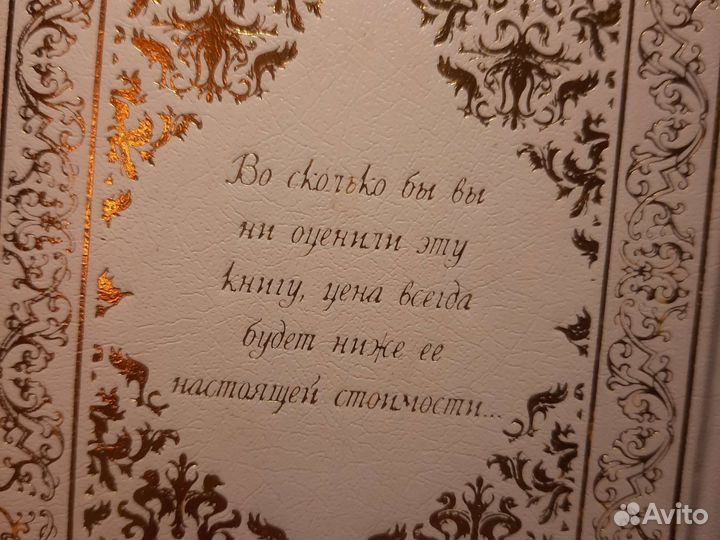 Во сколько бы вы
ни оценили эту
книгу, цена всегда
будет ниже ее
настоящей стоимости...
Avito